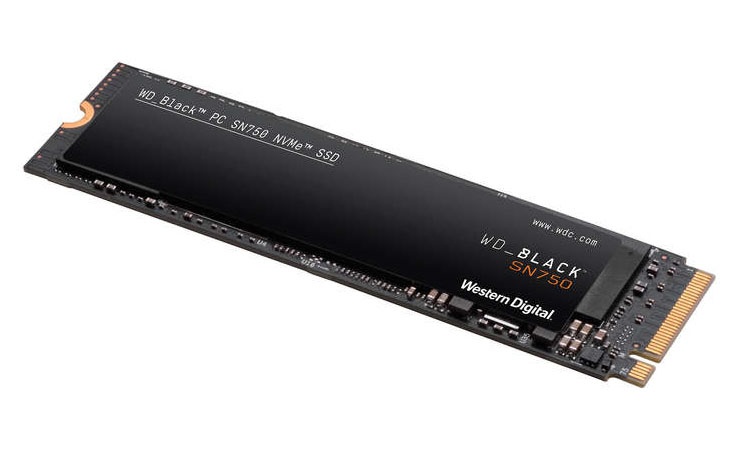 WD_Black™ PC SN750 NVMe™ SSD
www.wdc.com
WD_BLACK
SN750
Western Digital.